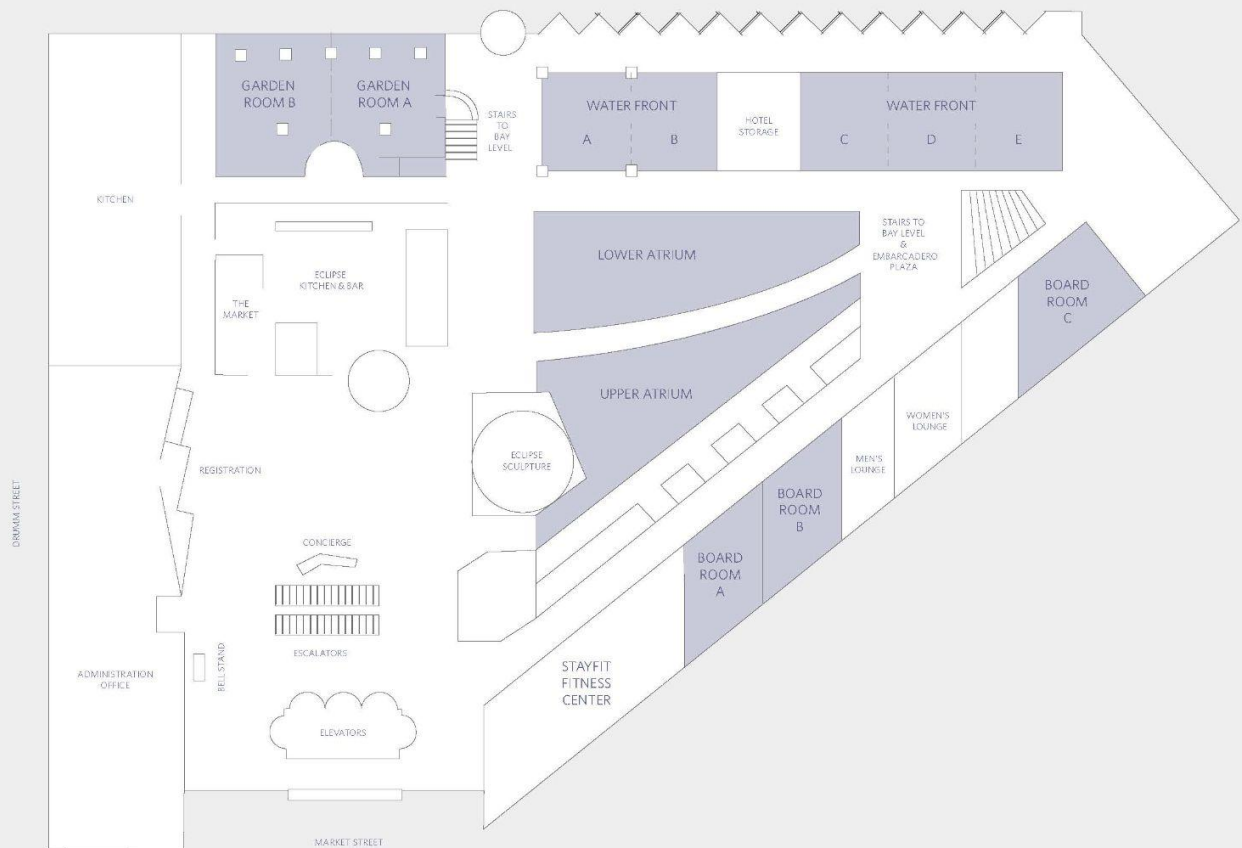 GARDEN
ROOM B
GARDEN
ROOM A
STAIRS
TO
BAY
LEVEL
WATER FRONT
A
B
HOTEL
STORAGE
WATER FRONT
C
D
E
KITCHEN
ECLIPSE
KITCHEN & BAR
THE
MARKET
LOWER ATRIUM
STAIRS TO
BAY LEVEL
&
EMBARCADERO
PLAZA
BOARD
ROOM
C
UPPER ATRIUM
WOMEN'S
LOUNGE
MEN'S
LOUNGE
ECLIPSE
SCULPTURE
REGISTRATION
BOARD
ROOM
B
BOARD
ROOM
A
DRUMM STREET
CONCIERGE
ESCALATORS
BELL STAND
ADMINISTRATION
OFFICE
STAYFIT
FITNESS
CENTER
ELEVATORS
MARKET STREET